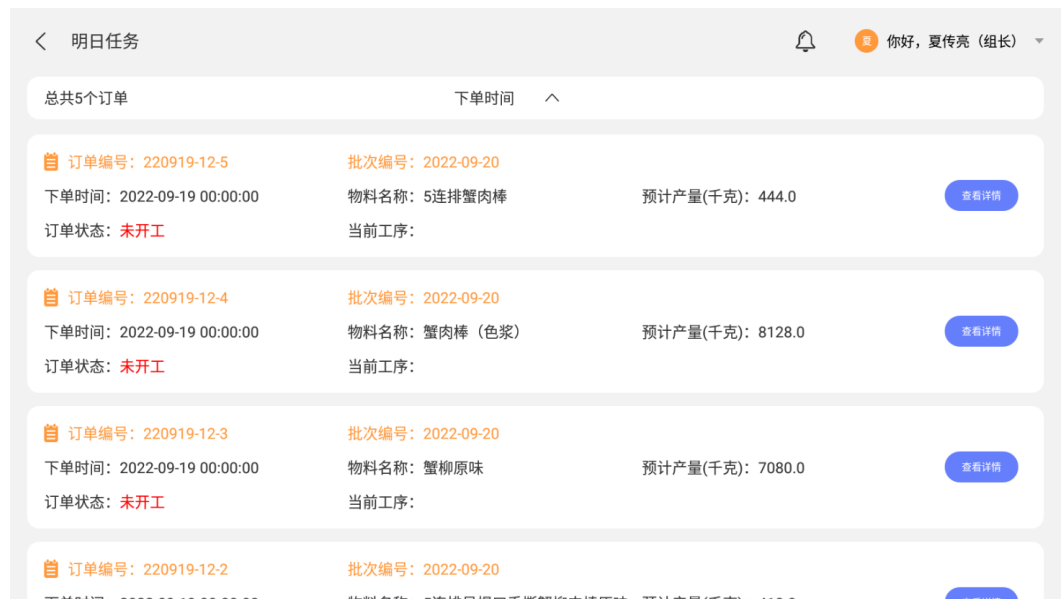 明日任务
夏 你好，夏传亮（组长）
总共5个订单 下单时间
订单编号：220919-12-5 批次编号：2022-09-20
下单时间：2022-09-19 00:00:00 物料名称：5连排蟹肉棒 预计产量(千克)：444.0 查看详情
订单状态：未开工 当前工序：
订单编号：220919-12-4 批次编号：2022-09-20
下单时间：2022-09-19 00:00:00 物料名称：蟹肉棒（色浆） 预计产量(千克)：8128.0 查看详情
订单状态：未开工 当前工序：
订单编号：220919-12-3 批次编号：2022-09-20
下单时间：2022-09-19 00:00:00 物料名称：蟹柳原味 预计产量(千克)：7080.0 查看详情
订单状态：未开工 当前工序：
订单编号：220919-12-2 批次编号：2022-09-20